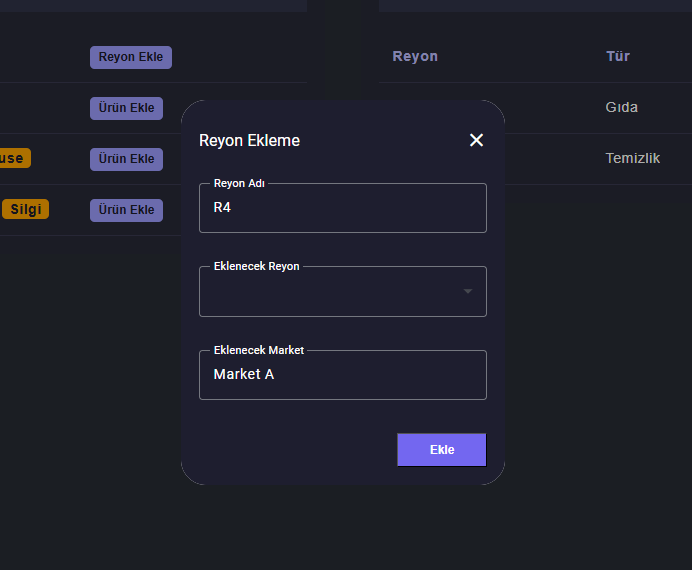 Reyon Ekle
Reyon
Tür
Ürün Ekle
Gıda
use
Ürün Ekle
Temizlik
Silgi
Ürün Ekle
Reyon Ekleme
Reyon Adı
R4
Eklenecek Reyon
Eklenecek Market
Market A
Ekle